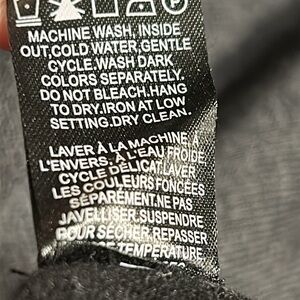 MACHINE WASH, INSIDE
OUT.COLD WATER.GENTLE
CYCLE.WASH DARK
COLORS SEPARATELY.
DO NOT BLEACH.HANG
TO DRY.IRON AT LOW
SETTING.DRY CLEAN.
LAVER À LA MACHINE, À
L'ENVERS, À L'EAU FROIDE,
CYCLE DÉLICAT.LAVER
LES COULEURS FONCÉES
SÉPARÉMENT.NE PAS
JAVELLISER.SUSPENDRE
POUR SÉCHER.REPASSER
TEMPÉRATURE